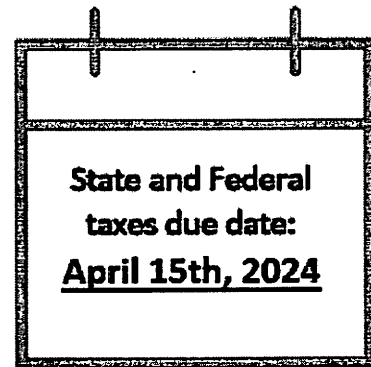 State and Federal
taxes due date:
April 15th, 2024